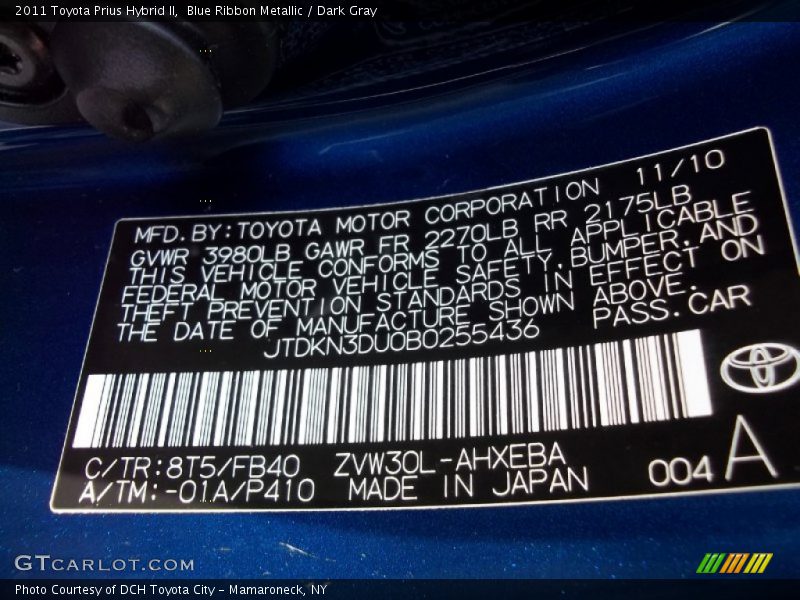 2011 Toyota Prius Hybrid II, Blue Ribbon Metallic / Dark Gray
MFD. BY: TOYOTA MOTOR CORPORATION 11/10
GVWR 3980LB GAWR FR 2270LB RR 2175LB
THIS VEHICLE CONFORMS TO ALL APPLICABLE
FEDERAL MOTOR VEHICLE SAFETY, BUMPER, AND
THEFT PREVENTION STANDARDS IN EFFECT ON
THE DATE OF MANUFACTURE SHOWN ABOVE.
JTDKN3DU0B0255436 PASS. CAR
C/TR: 8T5/FB40 ZVW30L-AHXEBA
A/TM: -01A/P410 MADE IN JAPAN 004 A
GTCARLOT.COM
Photo Courtesy of DCH Toyota City - Mamaroneck, NY